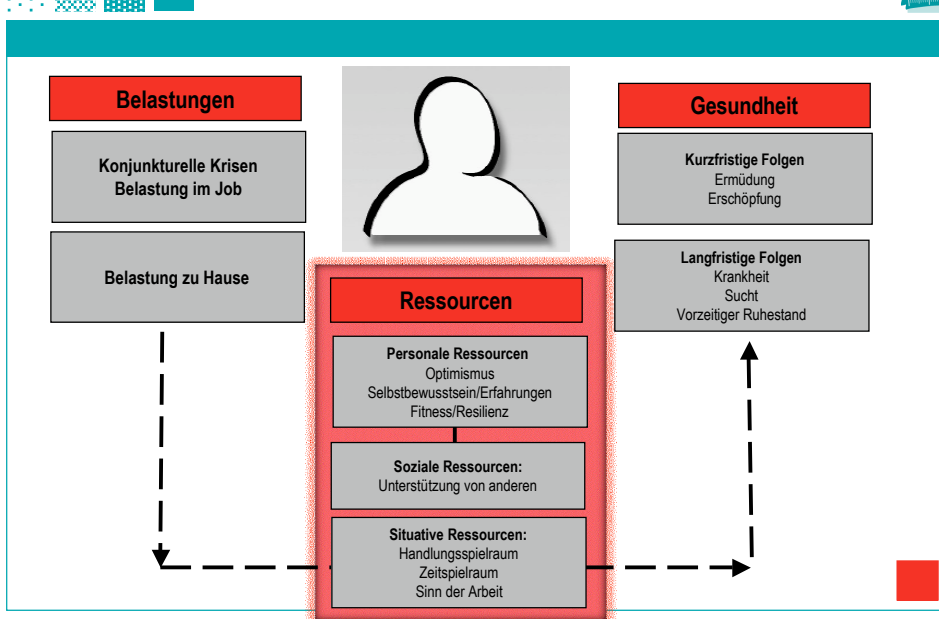 Belastungen
Konjunkturelle Krisen
Belastung im Job
Belastung zu Hause
Ressourcen
Personale Ressourcen
Optimismus
Selbstbewusstsein/Erfahrungen
Fitness/Resilienz
Soziale Ressourcen:
Unterstützung von anderen
Situative Ressourcen:
Handlungsspielraum
Zeitspielraum
Sinn der Arbeit
Gesundheit
Kurzfristige Folgen
Ermüdung
Erschöpfung
Langfristige Folgen
Krankheit
Sucht
Vorzeitiger Ruhestand